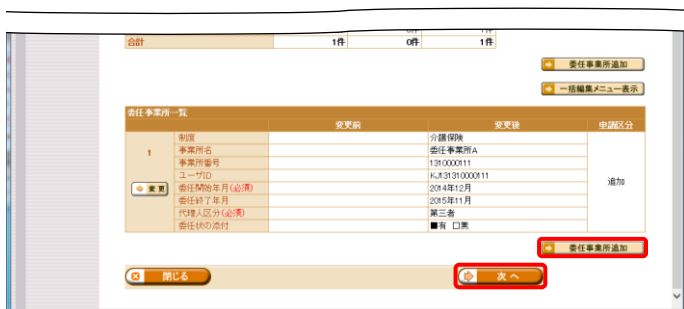 合計 1件 0件 1件
委任事業所追加
一括編集メニュー表示
委任事業所一覧
変更前 変更後 申請区分
1
変更
制度 介護保険
事業所名 委任事業所A
事業所番号 1310000111
ユーザID KJ131310000111
委任開始年月(必須) 2014年12月
委任終了年月 2015年11月
代理人区分(必須) 第三者
委任状の添付 ■有 口無
追加
委任事業所追加
閉じる 次へ